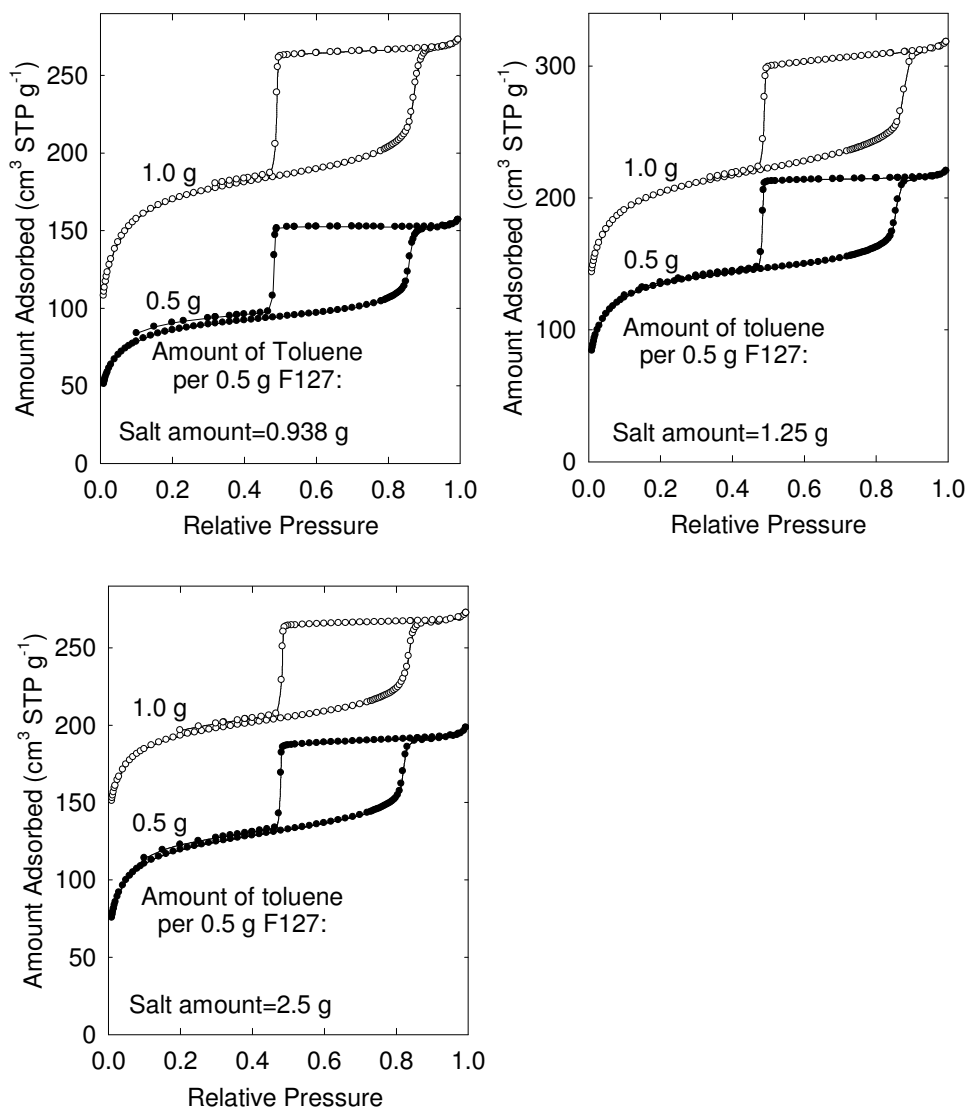 Amount Adsorbed (cm³ STP g⁻¹)
250
200
150
100
50
0
1.0 g
0.5 g
Amount of Toluene
per 0.5 g F127:
Salt amount=0.938 g
0.0 0.2 0.4 0.6 0.8 1.0
Relative Pressure
Amount Adsorbed (cm³ STP g⁻¹)
300
200
100
0
1.0 g
0.5 g
Amount of toluene
per 0.5 g F127:
Salt amount=1.25 g
0.0 0.2 0.4 0.6 0.8 1.0
Relative Pressure
Amount Adsorbed (cm³ STP g⁻¹)
250
200
150
100
50
0
1.0 g
0.5 g
Amount of toluene
per 0.5 g F127:
Salt amount=2.5 g
0.0 0.2 0.4 0.6 0.8 1.0
Relative Pressure